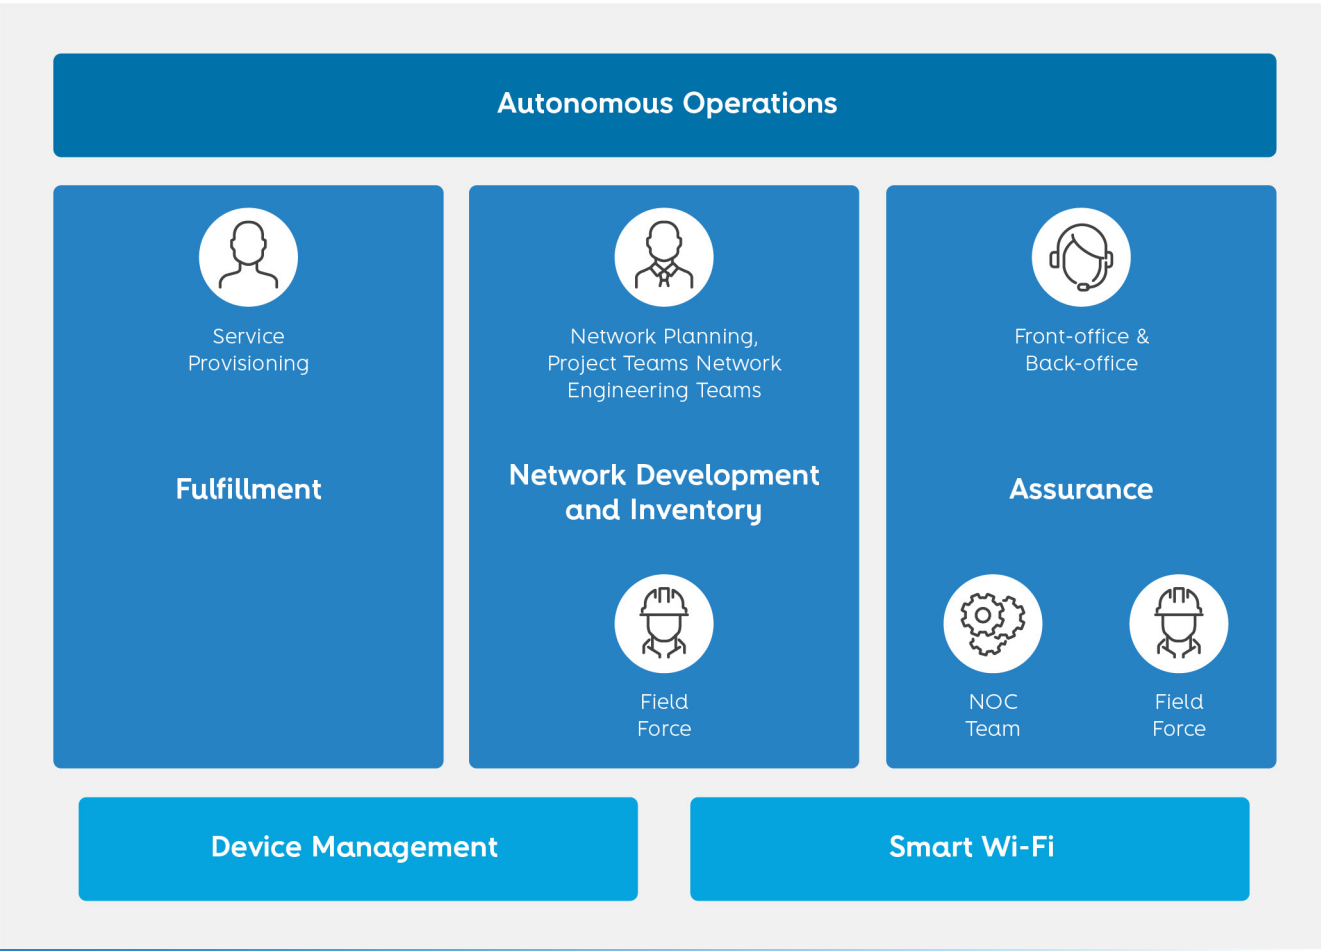 Autonomous Operations
Service
Provisioning
Fulfillment
Network Planning,
Project Teams Network
Engineering Teams
Network Development
and Inventory
Field
Force
Front-office &
Back-office
Assurance
NOC
Team
Field
Force
Device Management
Smart Wi-Fi